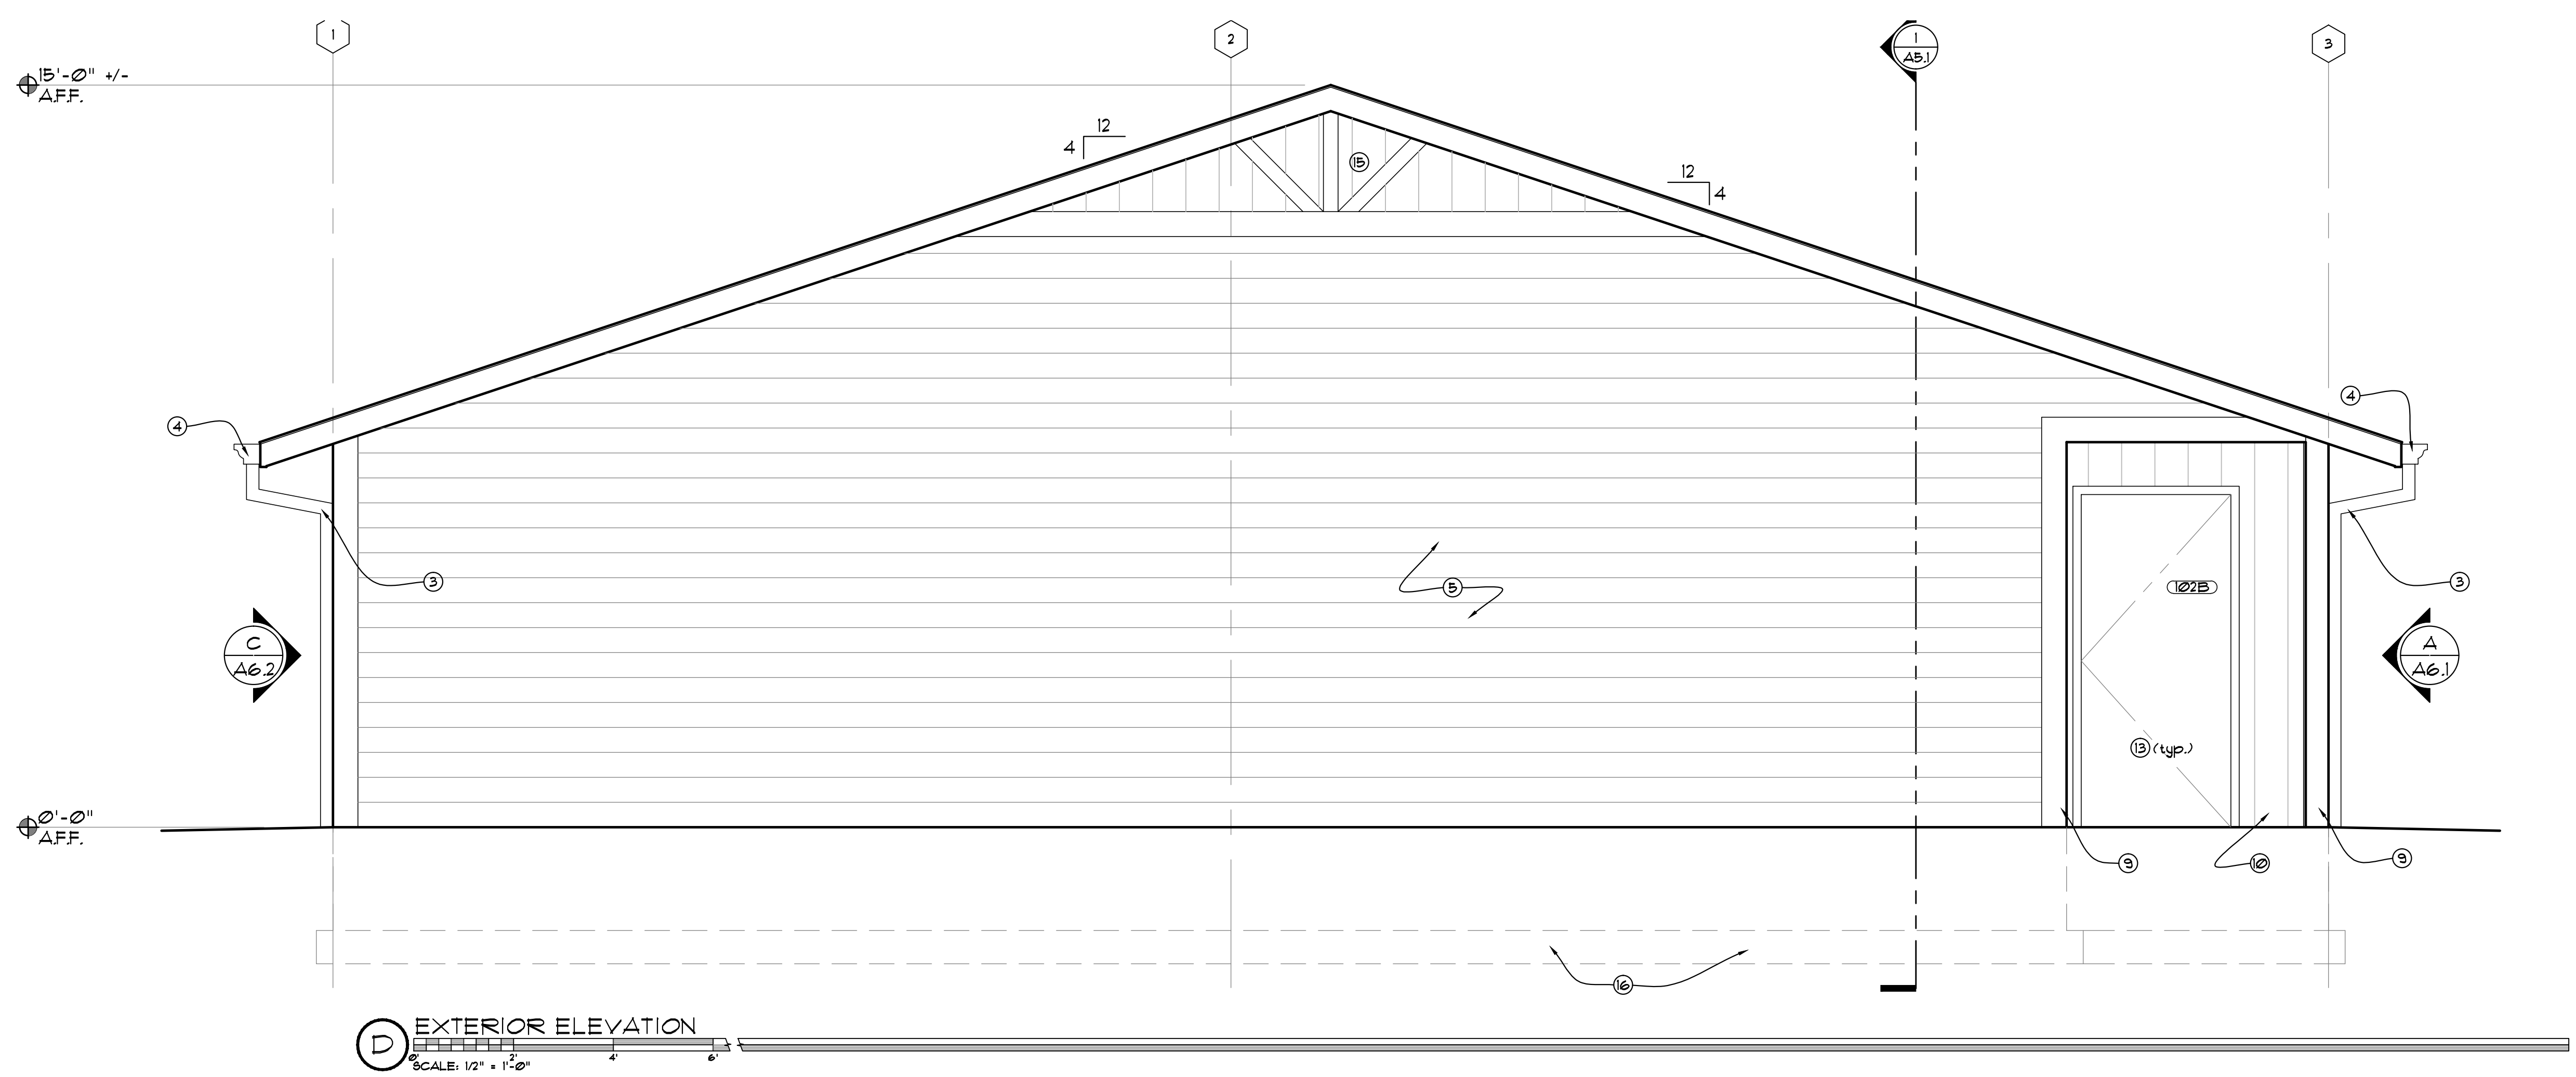 1
2
3
1
A5.1
15'-0" +/-
A.F.F.
12
4
15
12
4
4
4
5
3
3
102B
C
A6.2
A
A6.1
13 (typ.)
0'-0"
A.F.F.
9
10
9
16
D
EXTERIOR ELEVATION
0' 2' 4' 6'
SCALE: 1/2" = 1'-0"